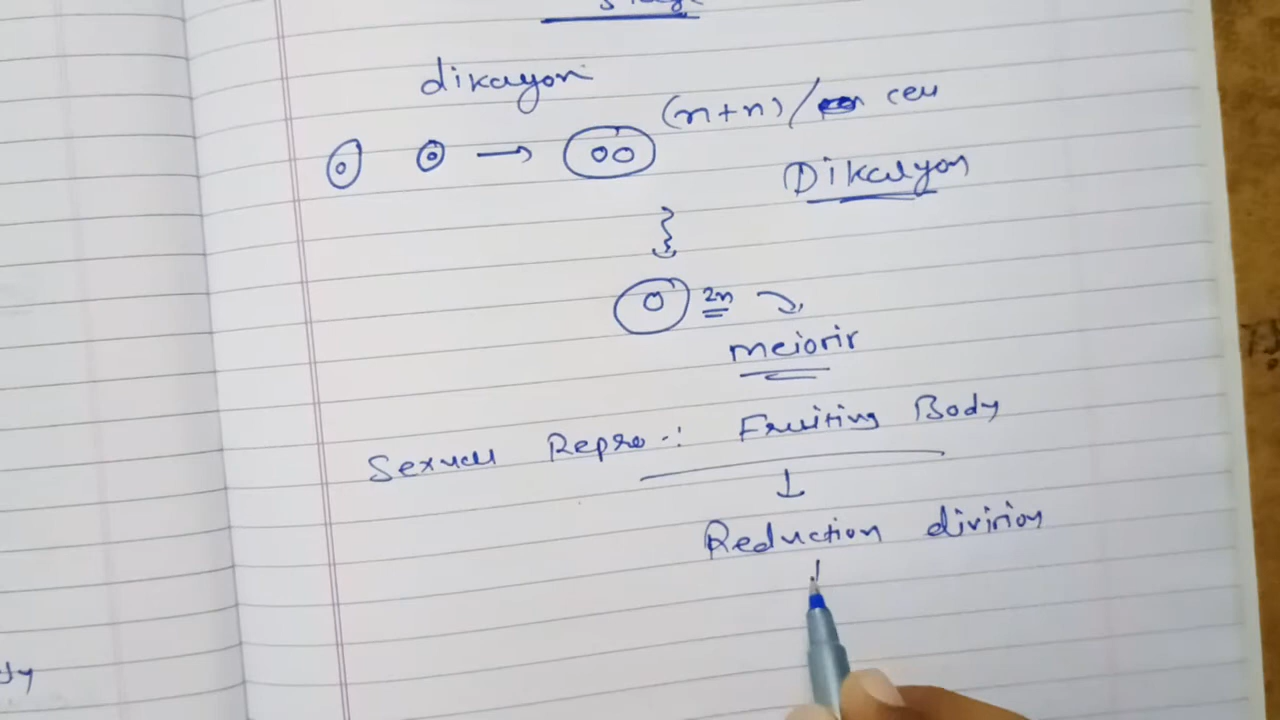 dikaryon
(n+n)/ cell
Dikaryon
2n
meiosis
Sexual Repro-: Fruiting Body
Reduction division